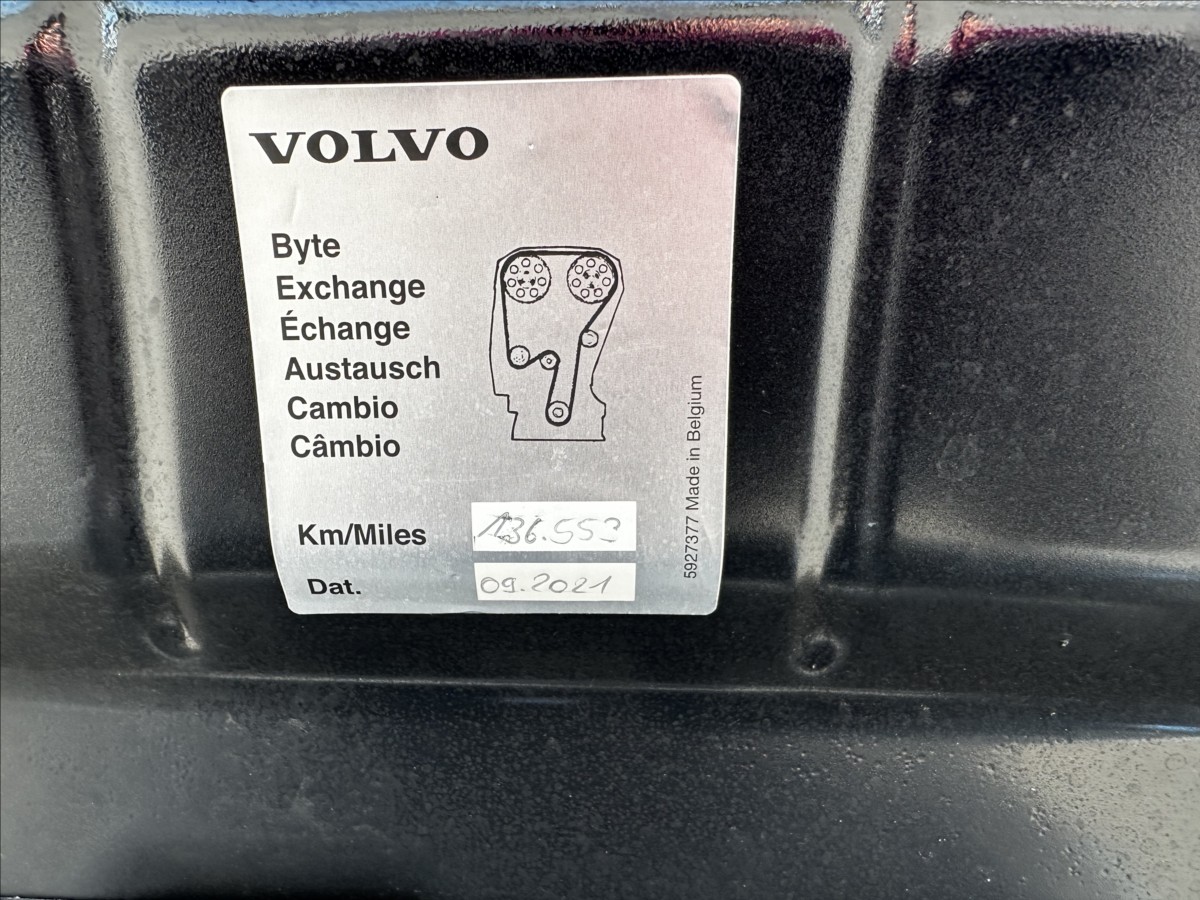 VOLVO
Byte
Exchange
Échange
Austausch
Cambio
Câmbio
Km/Miles 136.553
Dat. 09.2021
5927377 Made in Belgium